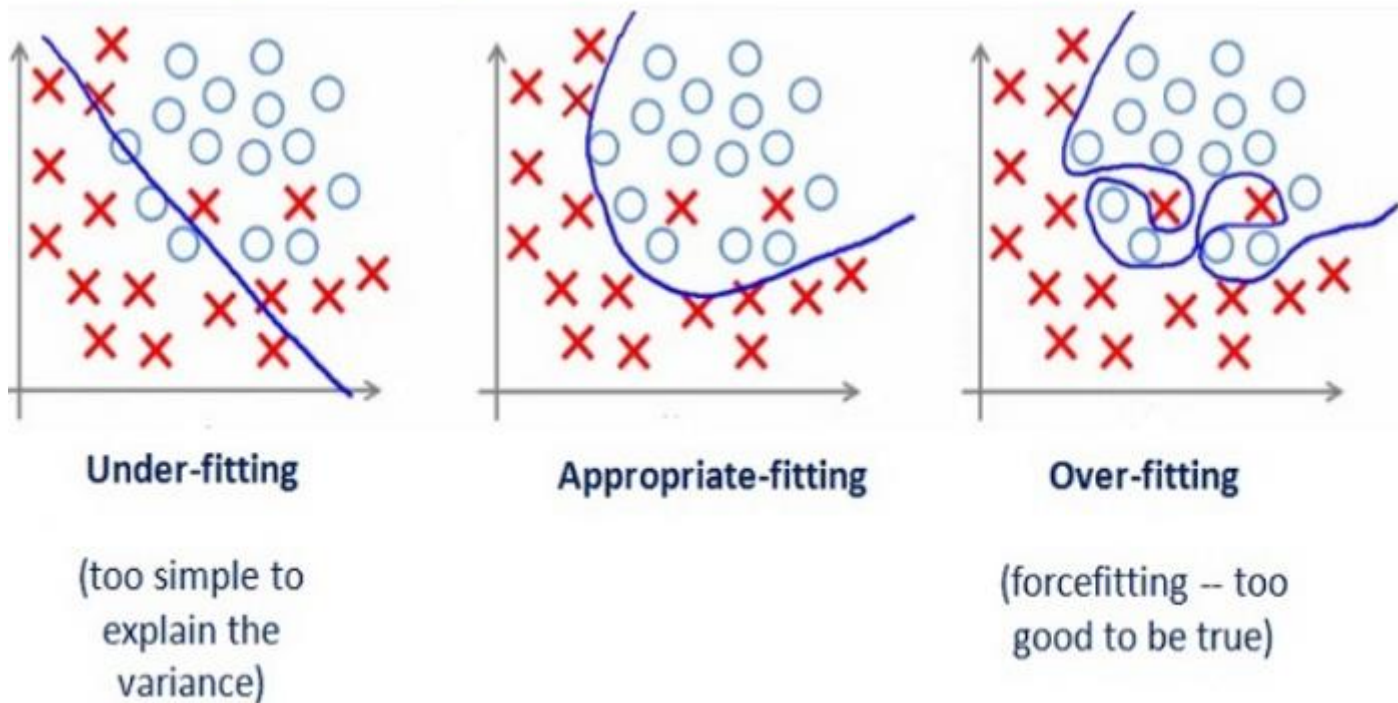 Under-fitting
Appropriate-fitting
Over-fitting
(too simple to
explain the
variance)
(forcefitting -- too
good to be true)